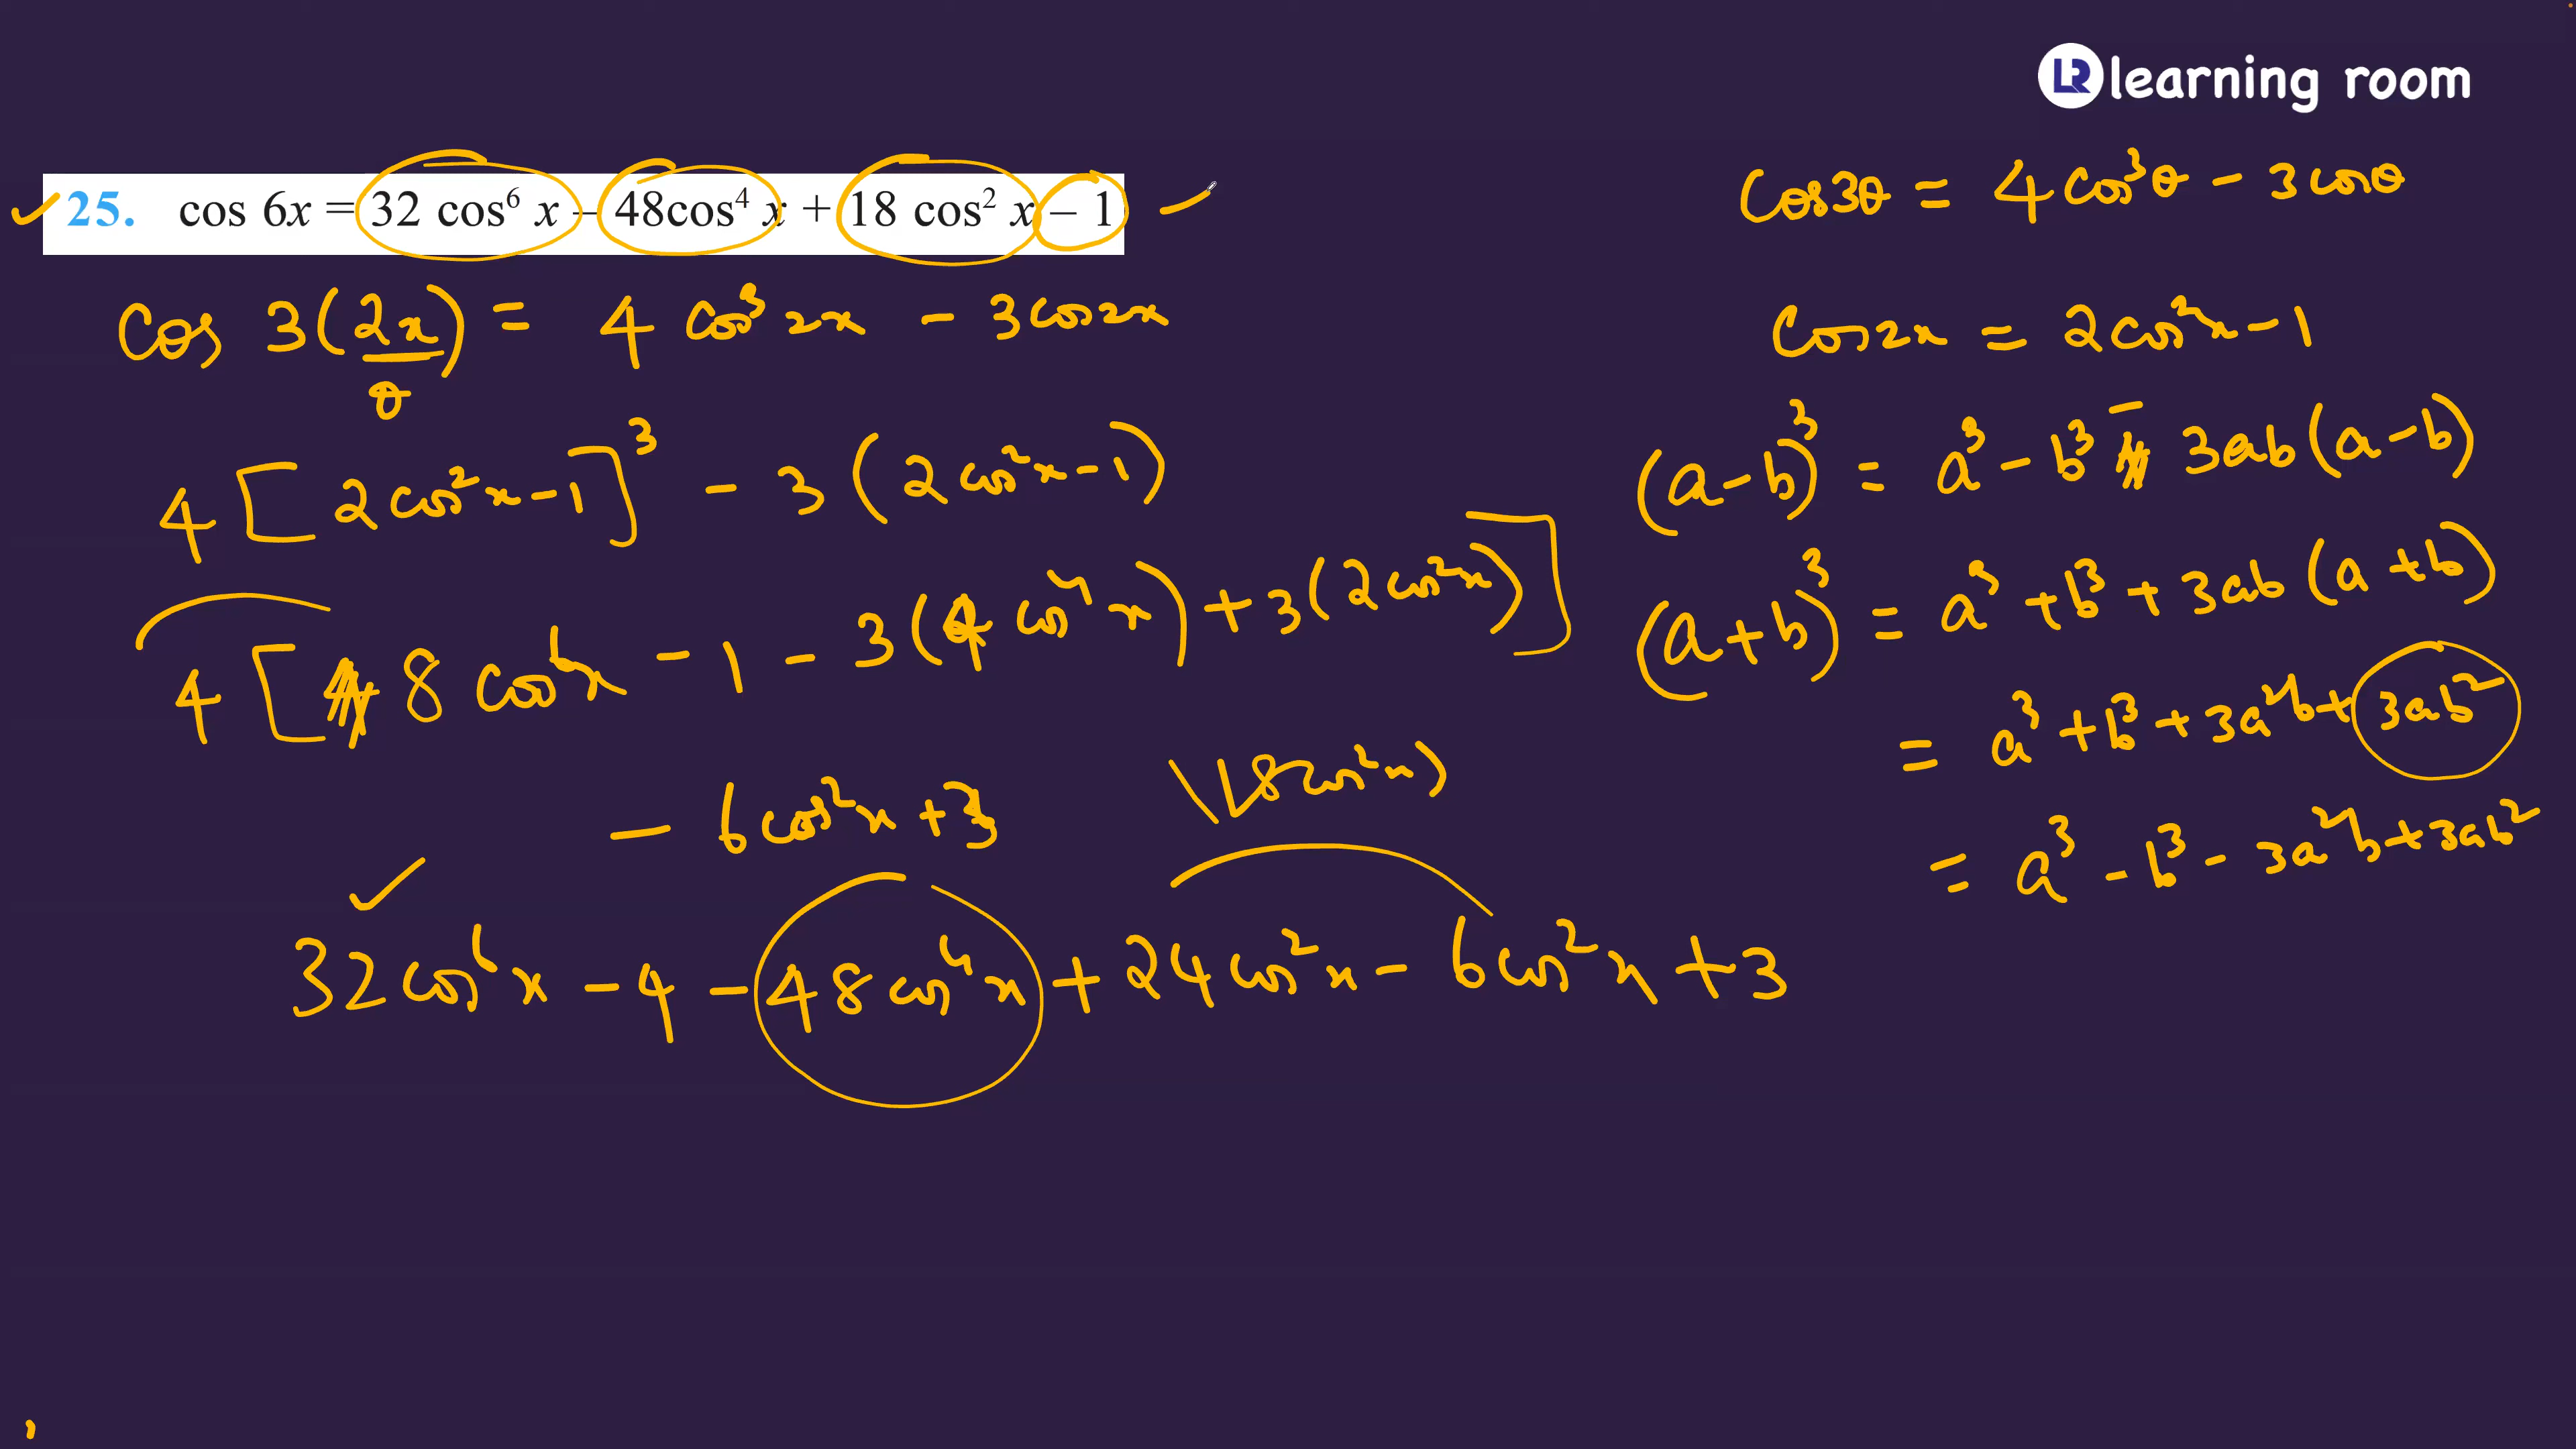 learning room
25. cos 6x = 32 cos⁶ x – 48cos⁴ x + 18 cos² x – 1
cos 3(2x) = 4 cos³ 2x - 3cos2x
θ
4 [2cos²x-1]³ - 3(2cos²x-1)
4 [8 cos⁶x - 1 - 3(4 cos⁴x) + 3(2cos²x)]
- 6cos²x + 3
(18cos²x)
32cos⁶x - 4 - 48cos⁴x + 24cos²x - 6cos²x + 3
cos3θ = 4cos³θ - 3cosθ
cos2x = 2cos²x - 1
(a-b)³ = a³ - b³ - 3ab(a-b)
(a+b)³ = a³ + b³ + 3ab(a+b)
= a³ + b³ + 3a²b + 3ab²
= a³ - b³ - 3a²b + 3ab²